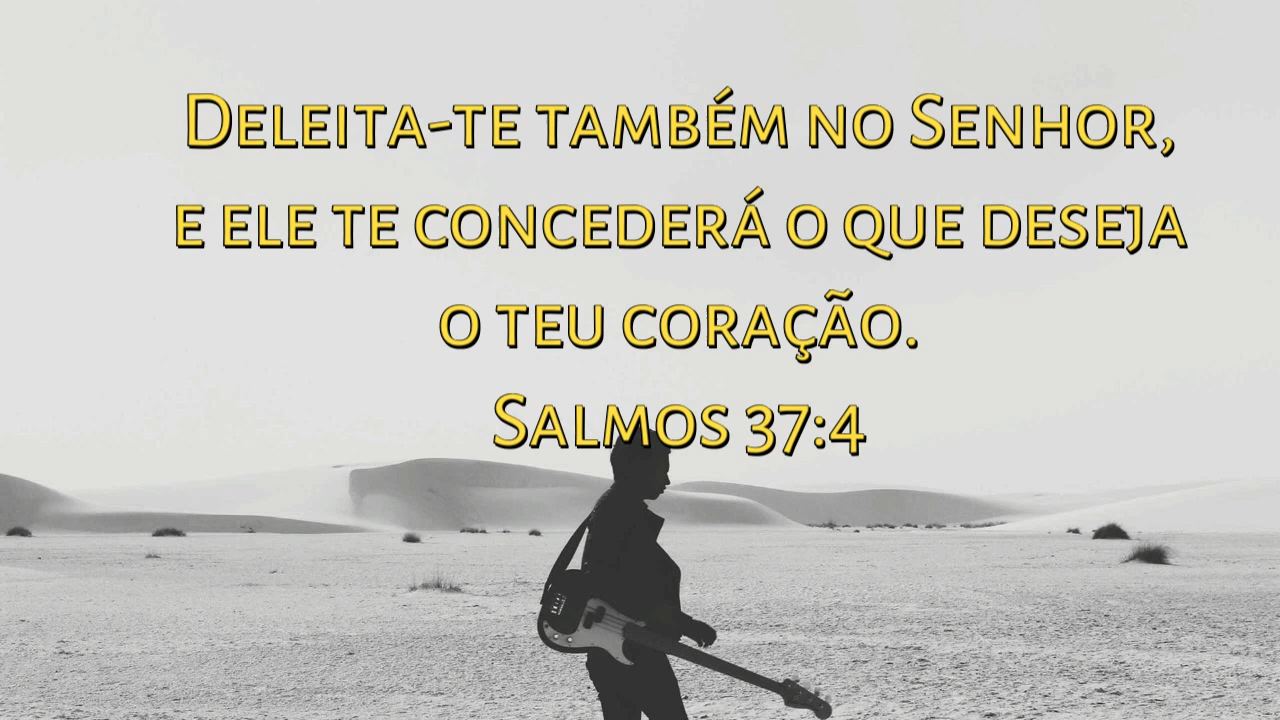 Deleita-te também no Senhor,
e ele te concederá o que deseja
o teu coração.
Salmos 37:4